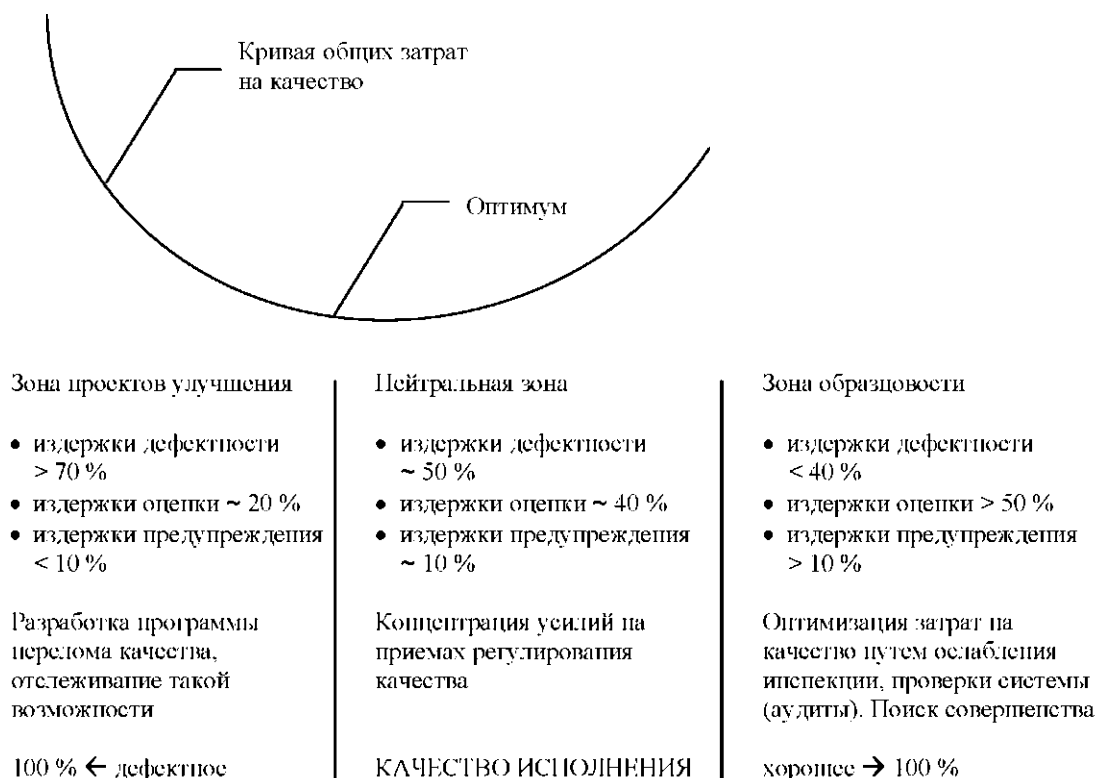 Кривая общих затрат
на качество
Оптимум
Зона проектов улучшения
• издержки дефектности
> 70 %
• издержки оценки ~ 20 %
• издержки предупреждения
< 10 %
Разработка программы
перелома качества,
отслеживание такой
возможности
100 % ← дефектное
Нейтральная зона
• издержки дефектности
~ 50 %
• издержки оценки ~ 40 %
• издержки предупреждения
~ 10 %
Концентрация усилий на
приемах регулирования
качества
КАЧЕСТВО ИСПОЛНЕНИЯ
Зона образцовости
• издержки дефектности
< 40 %
• издержки оценки > 50 %
• издержки предупреждения
> 10 %
Оптимизация затрат на
качество путем ослабления
инспекции, проверки системы
(аудиты). Поиск совершенства
хорошее → 100 %